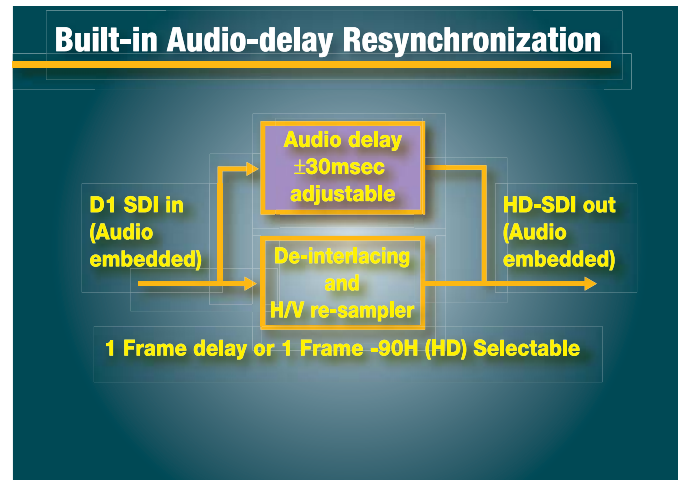 Built-in Audio-delay Resynchronization
Audio delay
±30msec
adjustable
D1 SDI in
(Audio
embedded)
HD-SDI out
(Audio
embedded)
De-interlacing
and
H/V re-sampler
1 Frame delay or 1 Frame -90H (HD) Selectable